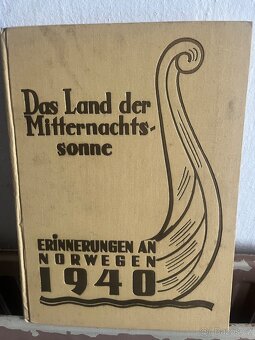 Das Land der
Mitternachts-
sonne
ERINNERUNGEN AN
NORWEGEN
1940